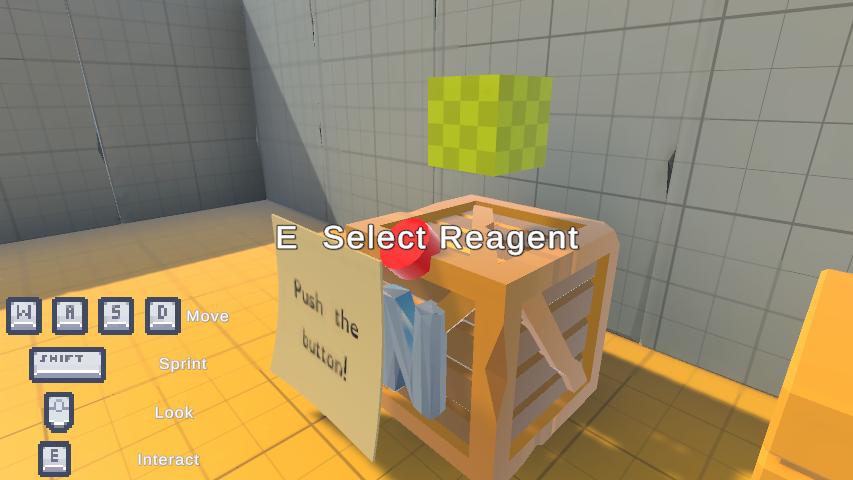 E Select Reagent
Push the
button!
N
W A S D Move
SHIFT Sprint
Look
E Interact